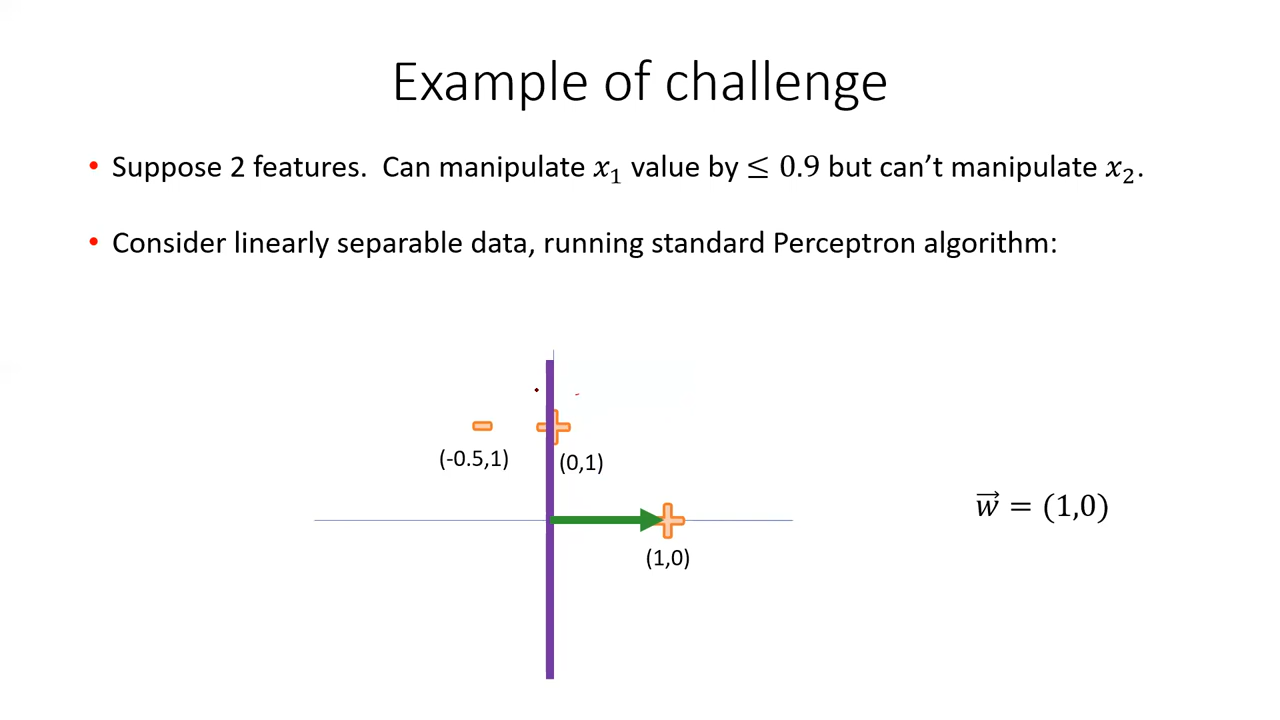 Example of challenge
• Suppose 2 features. Can manipulate x₁ value by ≤ 0.9 but can’t manipulate x₂.
• Consider linearly separable data, running standard Perceptron algorithm:
(-0.5,1)
(0,1)
w⃗ = (1,0)
(1,0)